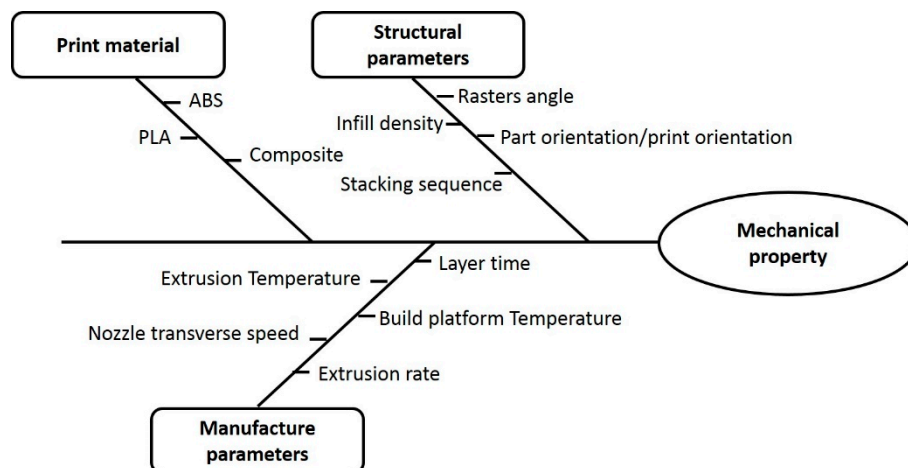 Print material
ABS
PLA
Composite
Structural
parameters
Rasters angle
Infill density
Part orientation/print orientation
Stacking sequence
Mechanical
property
Layer time
Extrusion Temperature
Build platform Temperature
Nozzle transverse speed
Extrusion rate
Manufacture
parameters